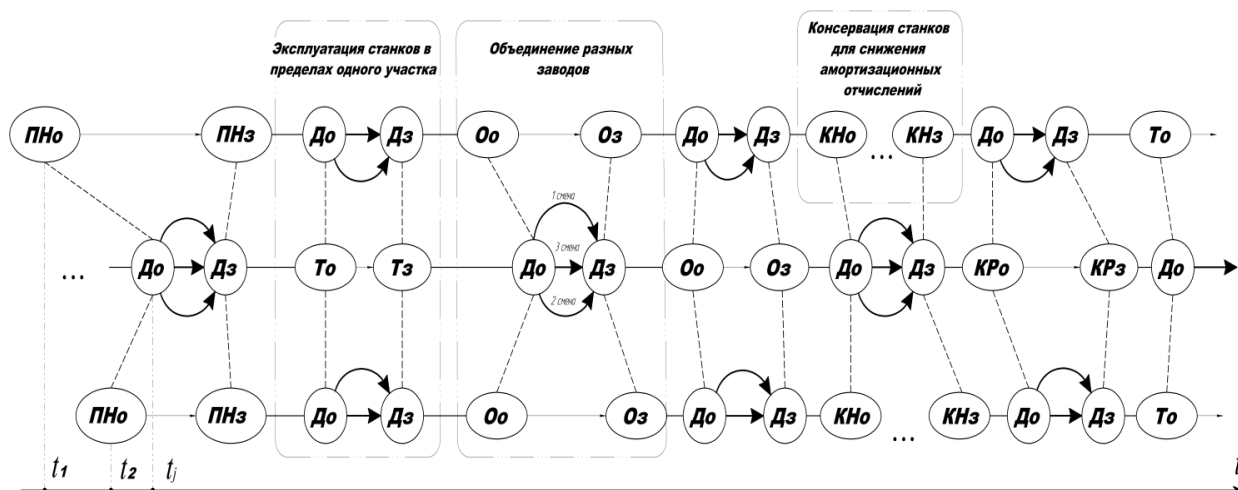 Эксплуатация станков в
пределах одного участка
Объединение разных
заводов
Консервация станков
для снижения
амортизационных
отчислений
ПНо ПНз До Дз Оо Оз До Дз КНо ... КНз До Дз То
1 смена
... До Дз То Тз До 3 смена Дз Оо Оз До Дз КРо КРз До
2 смена
ПНо ПНз До Дз Оо Оз До Дз КНо ... КНз До Дз То
t1 t2 tj t